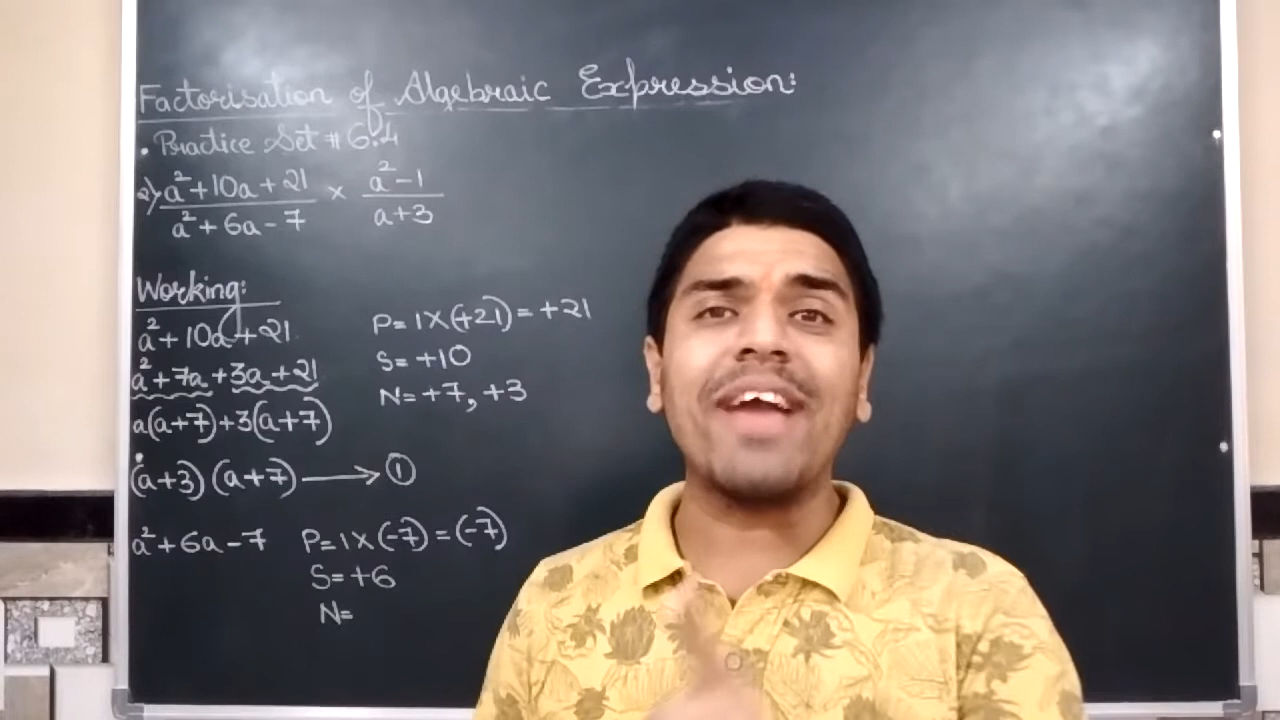 Factorisation of Algebraic Expression:
• Practice Set # 6.4
2) a²+10a+21 / a²+6a-7 × a²-1 / a+3
Working:
a²+10a+21
P=1×(+21)=+21
S=+10
N=+7,+3
a²+7a+3a+21
a(a+7)+3(a+7)
(a+3)(a+7)⟶①
a²+6a-7
P=1×(-7)=(-7)
S=+6
N=